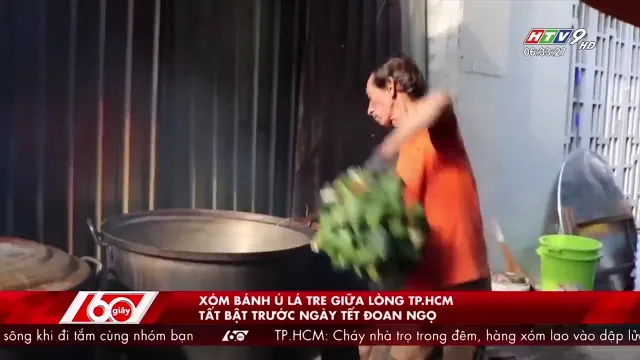 HTV9 HD
06:33:27
60 giây
XÓM BÁNH Ú LÁ TRE GIỮA LÒNG TP.HCM
TẤT BẬT TRƯỚC NGÀY TẾT ĐOAN NGỌ
sông khi đi tắm cùng nhóm bạn 60 TP.HCM: Cháy nhà trọ trong đêm, hàng xóm lao vào dập lử